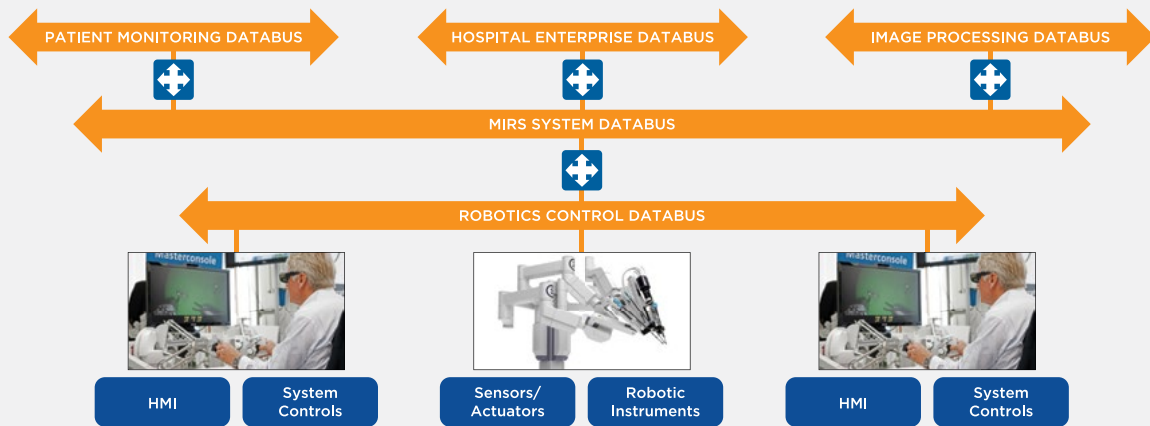 PATIENT MONITORING DATABUS
HOSPITAL ENTERPRISE DATABUS
IMAGE PROCESSING DATABUS
MIRS SYSTEM DATABUS
ROBOTICS CONTROL DATABUS
Masterconsole
Masterconsole
HMI
System
Controls
Sensors/
Actuators
Robotic
Instruments
HMI
System
Controls